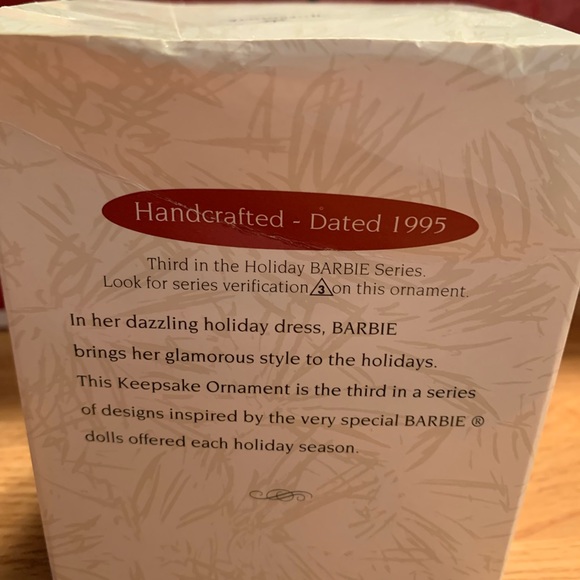 Handcrafted - Dated 1995
Third in the Holiday BARBIE Series.
Look for series verification 3 on this ornament.
In her dazzling holiday dress, BARBIE
brings her glamorous style to the holidays.
This Keepsake Ornament is the third in a series
of designs inspired by the very special BARBIE ®
dolls offered each holiday season.